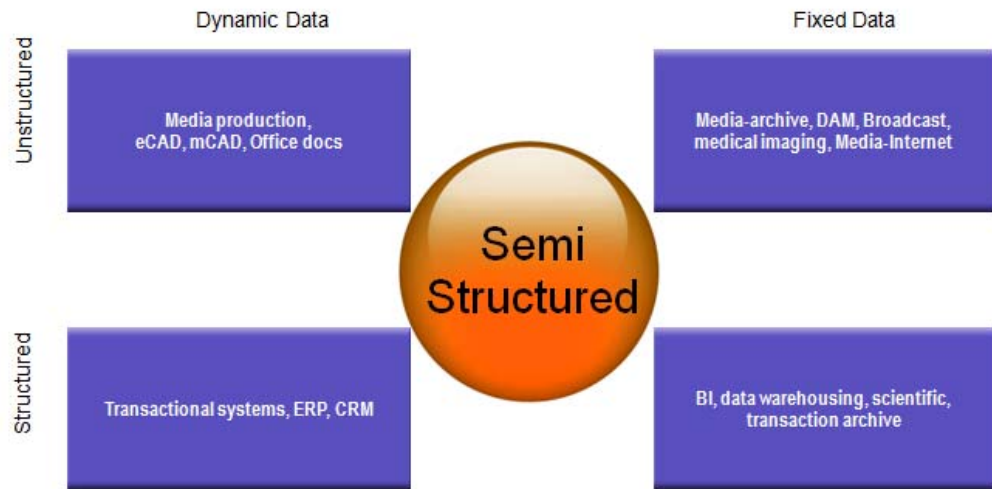 Dynamic Data
Fixed Data
Unstructured
Media production,
eCAD, mCAD, Office docs
Media-archive, DAM, Broadcast,
medical imaging, Media-Internet
Semi
Structured
Structured
Transactional systems, ERP, CRM
BI, data warehousing, scientific,
transaction archive